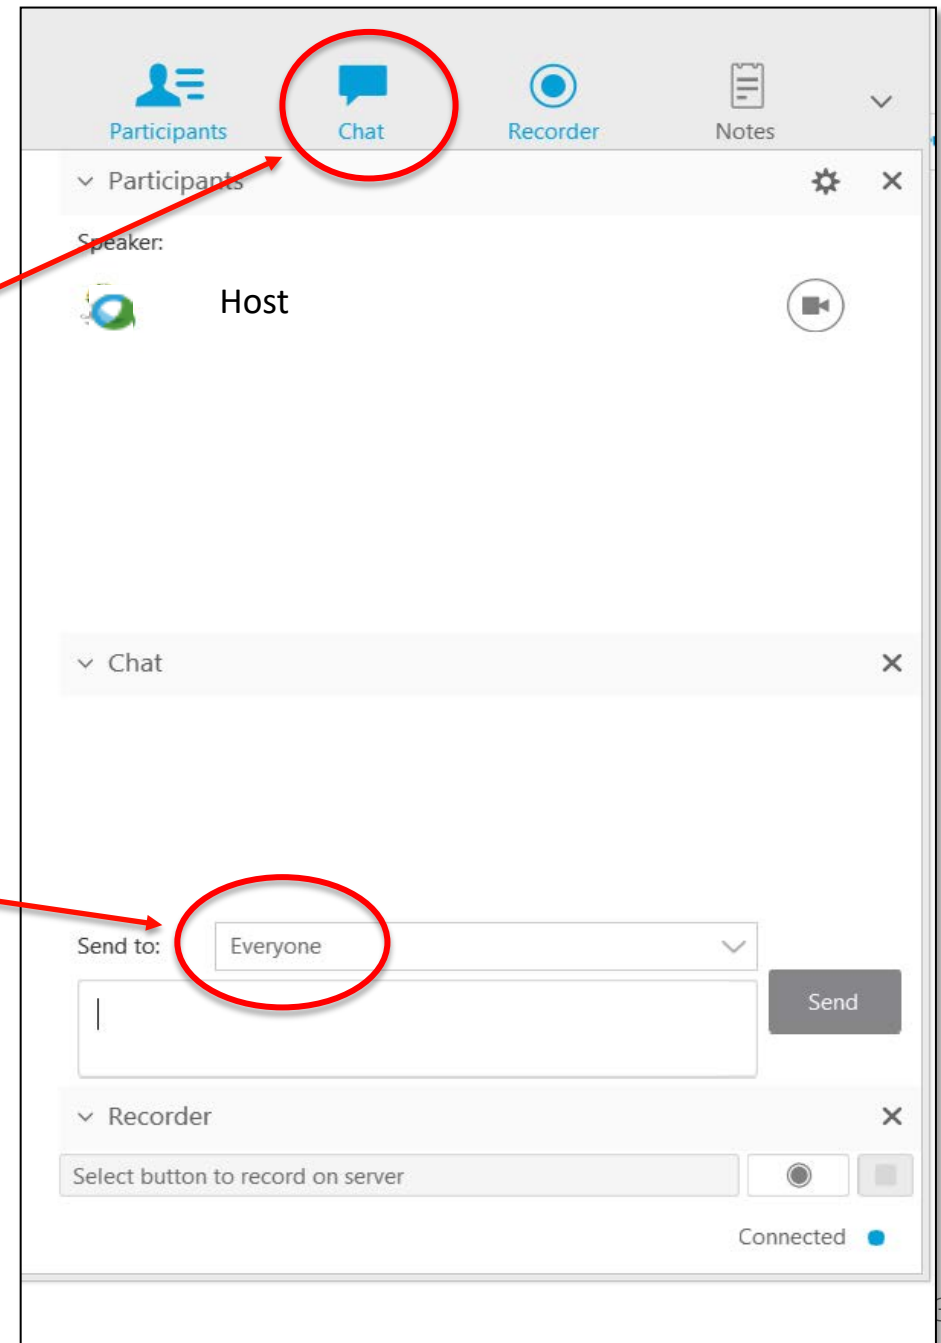 Participants Chat Recorder Notes
Participants
Speaker:
Host
Chat
Send to: Everyone
Send
Recorder
Select button to record on server
Connected